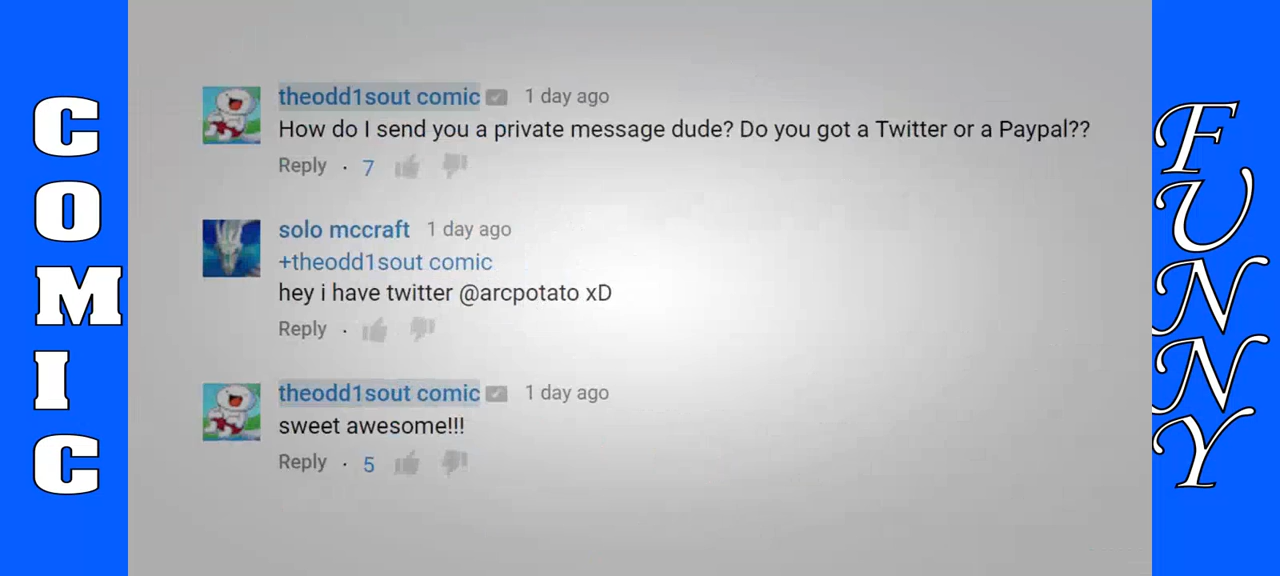 COMIC
theodd1sout comic 1 day ago
How do I send you a private message dude? Do you got a Twitter or a Paypal??
Reply · 7
solo mccraft 1 day ago
+theodd1sout comic
hey i have twitter @arcpotato xD
Reply ·
theodd1sout comic 1 day ago
sweet awesome!!!
Reply · 5
FUNNY